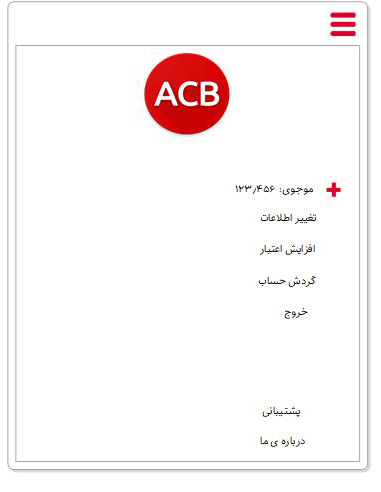 ACB
موجوی: ۱۲۳٫۴۵۶
تغییر اطلاعات
افزایش اعتبار
گردش حساب
خروج
پشتیبانی
درباره ی ما